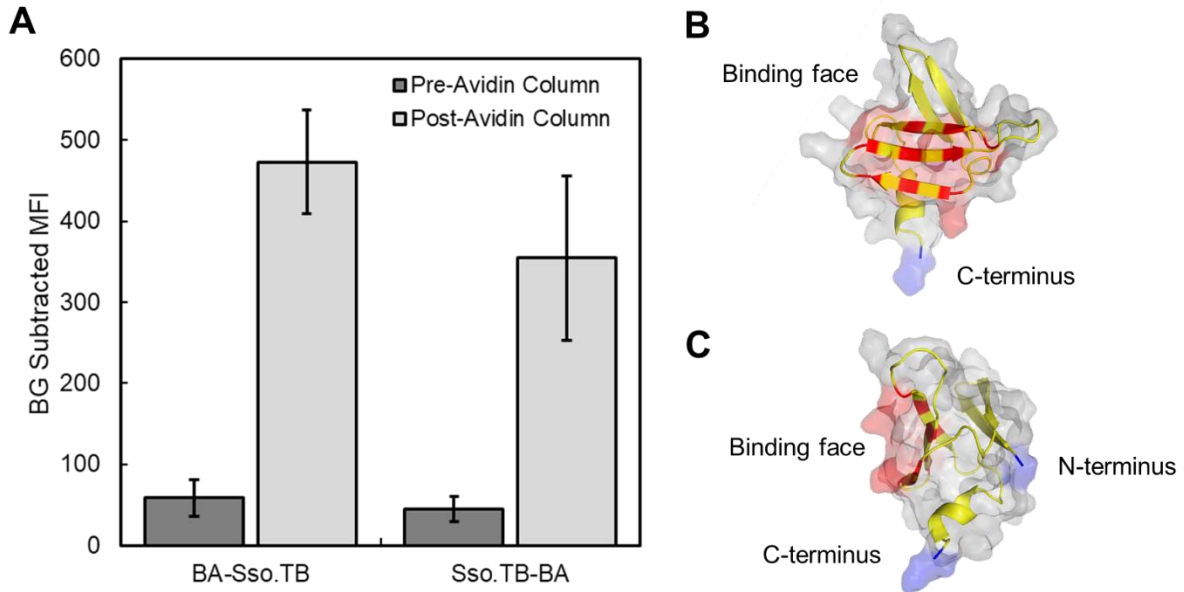 A
BG Subtracted MFI
600
500
400
300
200
100
0
Pre-Avidin Column
Post-Avidin Column
BA-Sso.TB
Sso.TB-BA
B
Binding face
C-terminus
C
Binding face
N-terminus
C-terminus